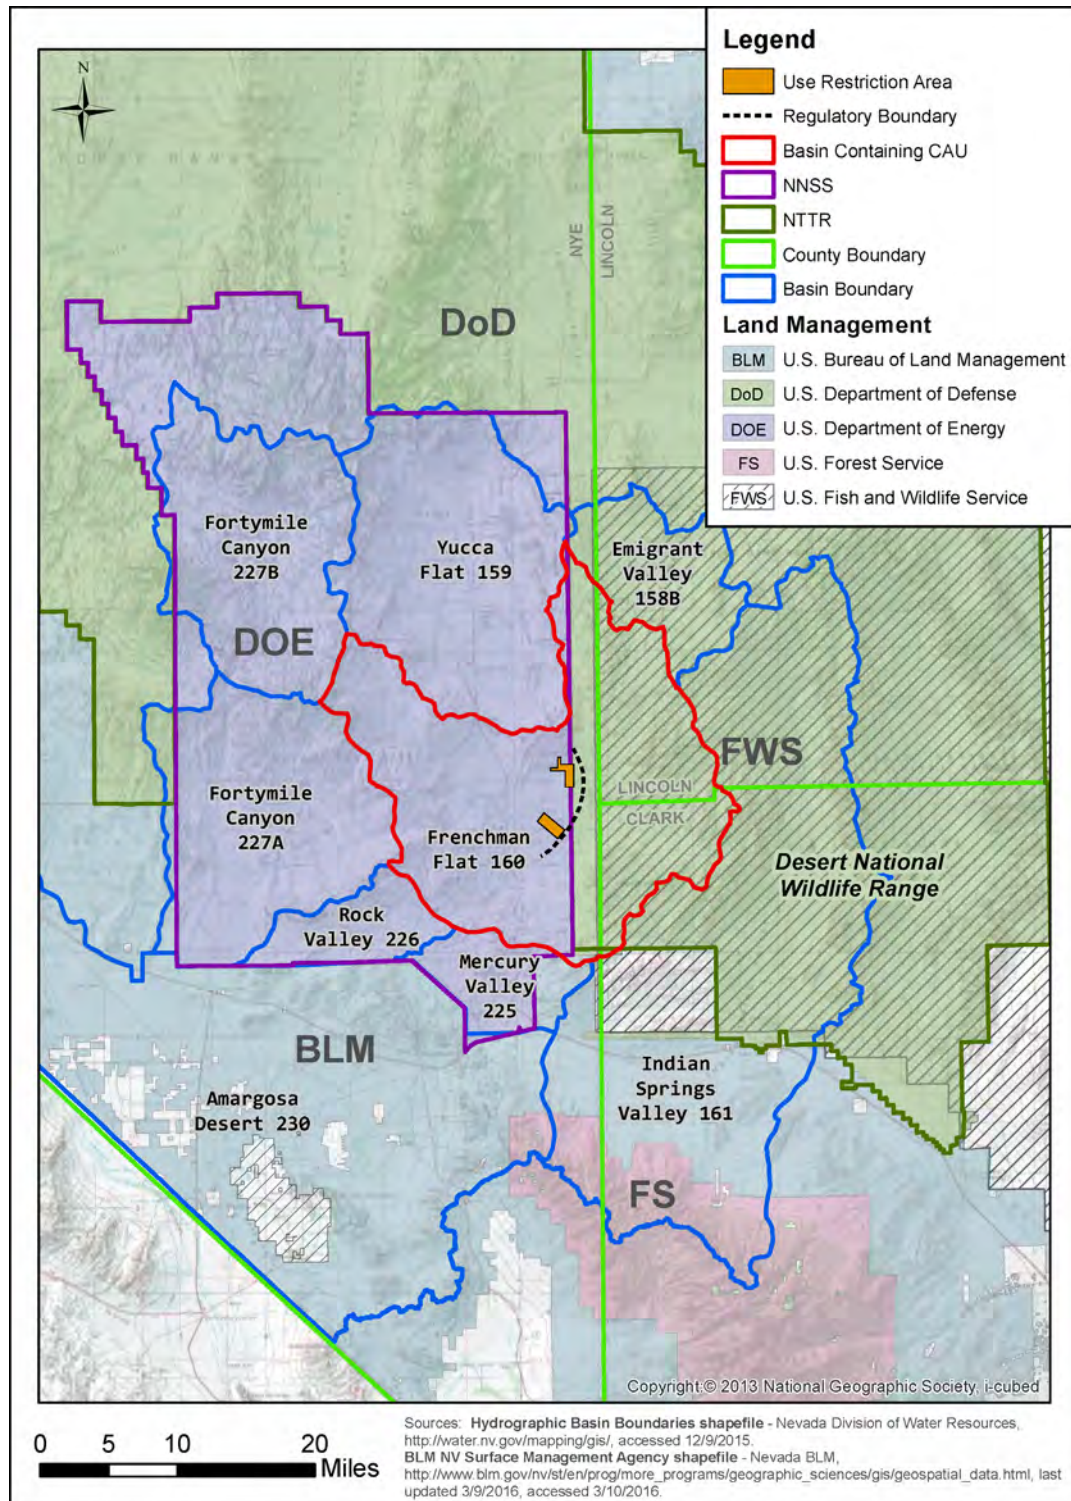 Legend
Use Restriction Area
Regulatory Boundary
Basin Containing CAU
NNSS
NTTR
County Boundary
Basin Boundary
Land Management
BLM U.S. Bureau of Land Management
DoD U.S. Department of Defense
DOE U.S. Department of Energy
FS U.S. Forest Service
FWS U.S. Fish and Wildlife Service
N
NYE
LINCOLN
DoD
Fortymile
Canyon
227B
Yucca
Flat 159
Emigrant
Valley
158B
DOE
FWS
LINCOLN
CLARK
Fortymile
Canyon
227A
Frenchman
Flat 160
Desert National
Wildlife Range
Rock
Valley 226
Mercury
Valley
225
BLM
Indian
Springs
Valley 161
Amargosa
Desert 230
FS
Copyright:© 2013 National Geographic Society, i-cubed
0 5 10 20
Miles
Sources: Hydrographic Basin Boundaries shapefile - Nevada Division of Water Resources,
http://water.nv.gov/mapping/gis/, accessed 12/9/2015.
BLM NV Surface Management Agency shapefile - Nevada BLM,
http://www.blm.gov/nv/st/en/prog/more_programs/geographic_sciences/gis/geospatial_data.html, last
updated 3/9/2016, accessed 3/10/2016.